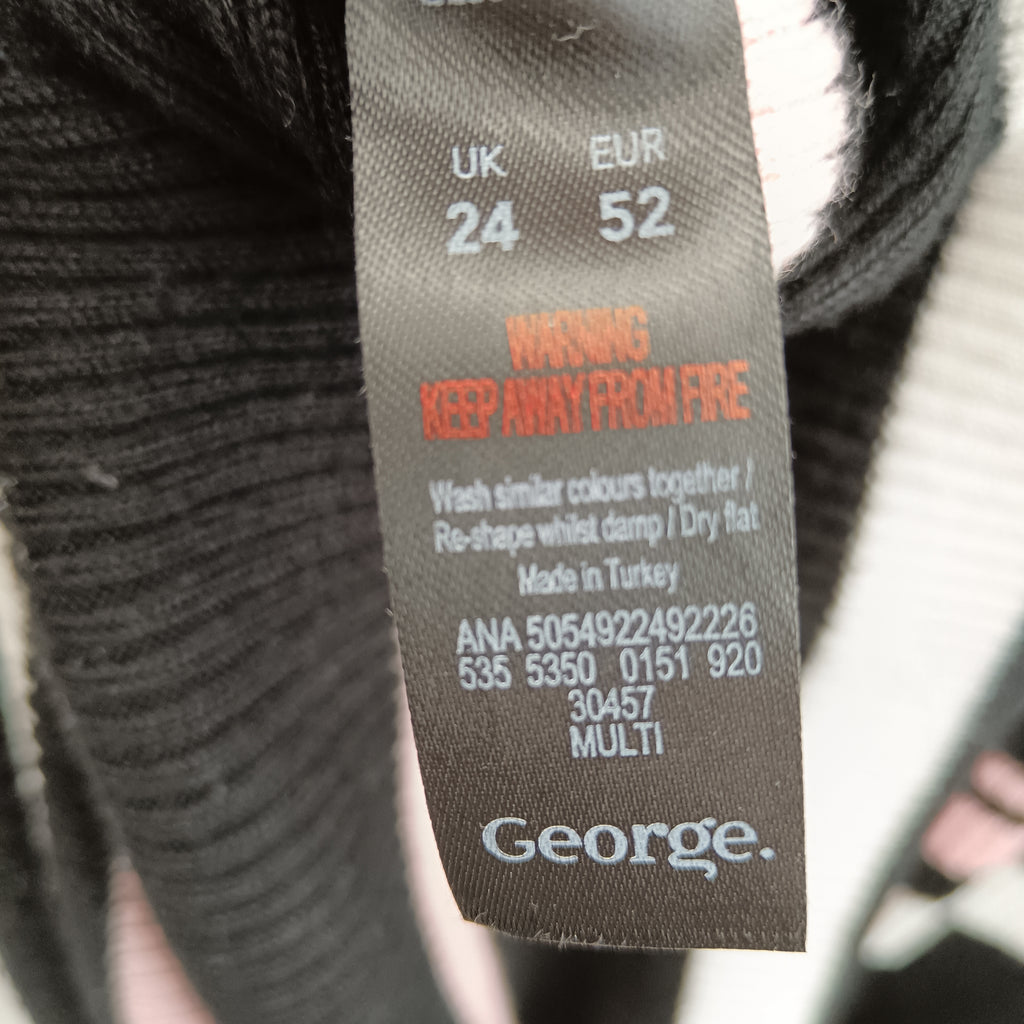 UK EUR
24 52
WARNING
KEEP AWAY FROM FIRE
Wash similar colours together /
Re-shape whilst damp / Dry flat
Made in Turkey
ANA 5054922492226
535 5350 0151 920
30457
MULTI
George.